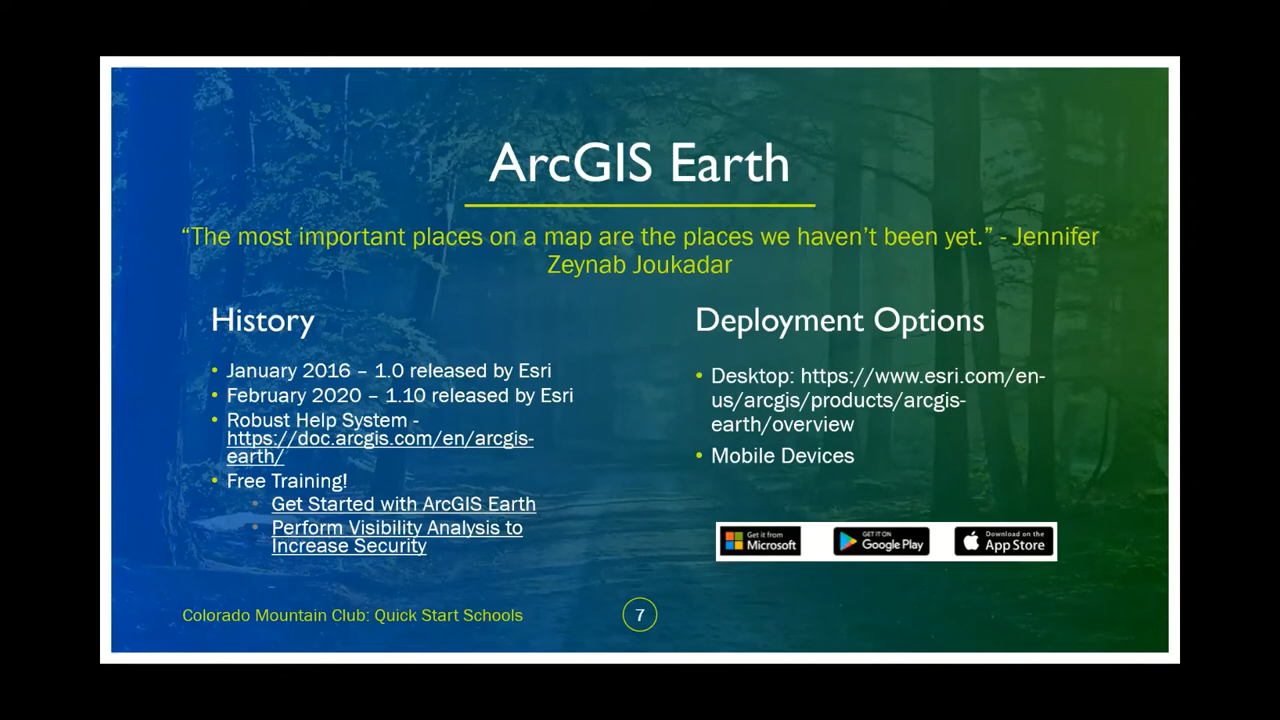 ArcGIS Earth
“The most important places on a map are the places we haven’t been yet.” - Jennifer
Zeynab Joukadar
History
• January 2016 – 1.0 released by Esri
• February 2020 – 1.10 released by Esri
• Robust Help System -
https://doc.arcgis.com/en/arcgis-
earth/
• Free Training!
• Get Started with ArcGIS Earth
• Perform Visibility Analysis to
Increase Security
Deployment Options
• Desktop: https://www.esri.com/en-
us/arcgis/products/arcgis-
earth/overview
• Mobile Devices
Get it from
Microsoft
GET IT ON
Google Play
Download on the
App Store
Colorado Mountain Club: Quick Start Schools
7